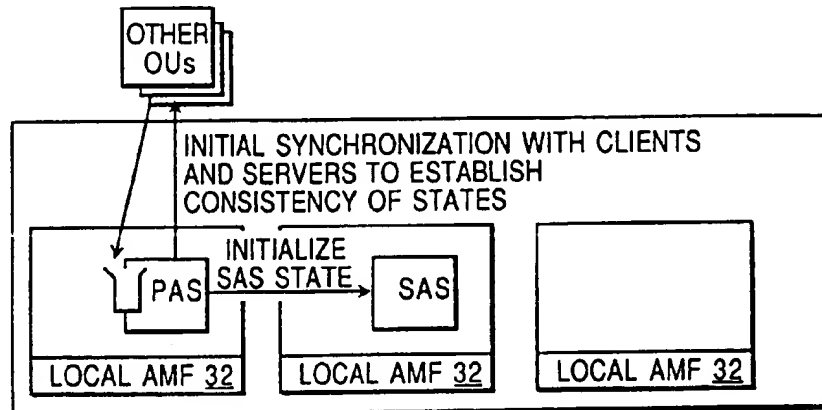 OTHER
OUs
INITIAL SYNCHRONIZATION WITH CLIENTS
AND SERVERS TO ESTABLISH
CONSISTENCY OF STATES
INITIALIZE
SAS STATE
PAS
SAS
LOCAL AMF 32
LOCAL AMF 32
LOCAL AMF 32